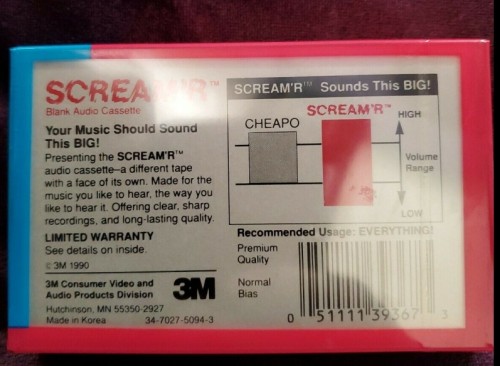 SCREAM'R™
Blank Audio Cassette
Your Music Should Sound
This BIG!
Presenting the SCREAM'R™
audio cassette—a different tape
with a face of its own. Made for the
music you like to hear, the way you
like to hear it. Offering clear, sharp
recordings, and long-lasting quality.
LIMITED WARRANTY
See details on inside.
© 3M 1990
3M Consumer Video and
Audio Products Division
3M
Hutchinson, MN 55350-2927
Made in Korea 34-7027-5094-3
SCREAM'R™ Sounds This BIG!
SCREAM'R™
CHEAPO
HIGH
Volume
Range
LOW
Recommended Usage: EVERYTHING!
Premium
Quality
Normal
Bias
0 51111 39367 3